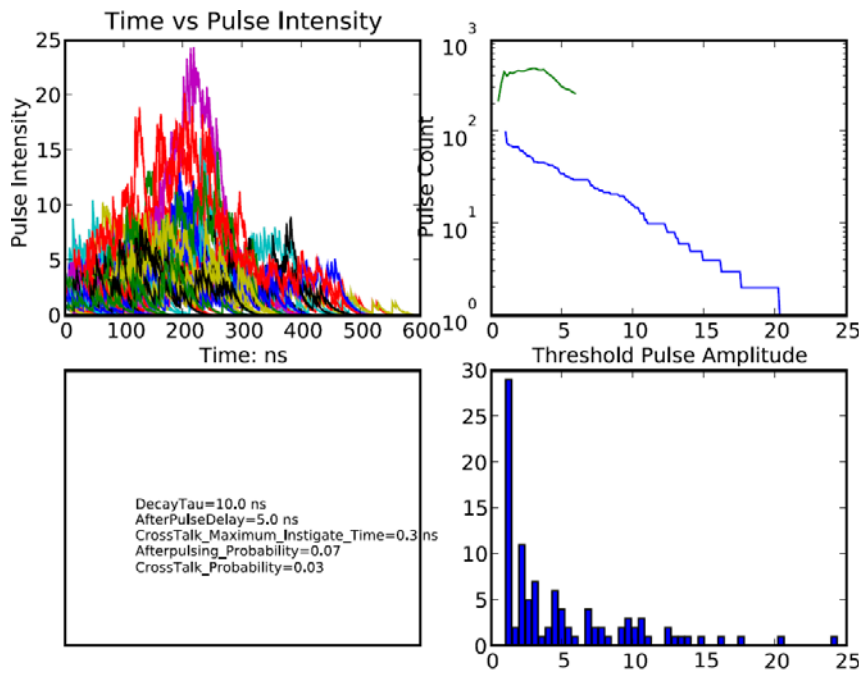 Time vs Pulse Intensity
25
20
15
10
5
0
Pulse Intensity
0 100 200 300 400 500 600
Time: ns
10^3
10^2
10^1
10^0
Pulse Count
0 5 10 15 20 25
Threshold Pulse Amplitude
DecayTau=10.0 ns
AfterPulseDelay=5.0 ns
CrossTalk_Maximum_Instigate_Time=0.3 ns
Afterpulsing_Probability=0.07
CrossTalk_Probability=0.03
30
25
20
15
10
5
0
0 5 10 15 20 25